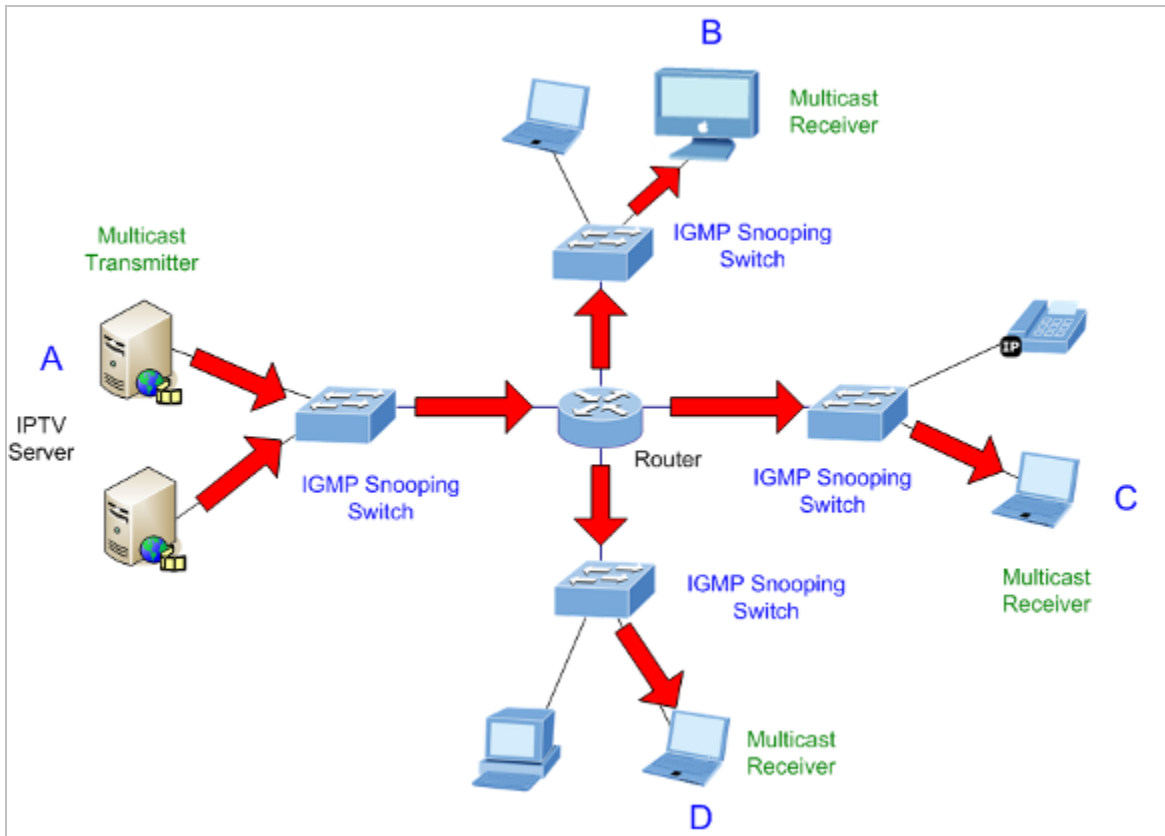 B
Multicast
Receiver
IGMP Snooping
Switch
Multicast
Transmitter
A
IPTV
Server
IGMP Snooping
Switch
Router
IP
IGMP Snooping
Switch
C
Multicast
Receiver
IGMP Snooping
Switch
Multicast
Receiver
D